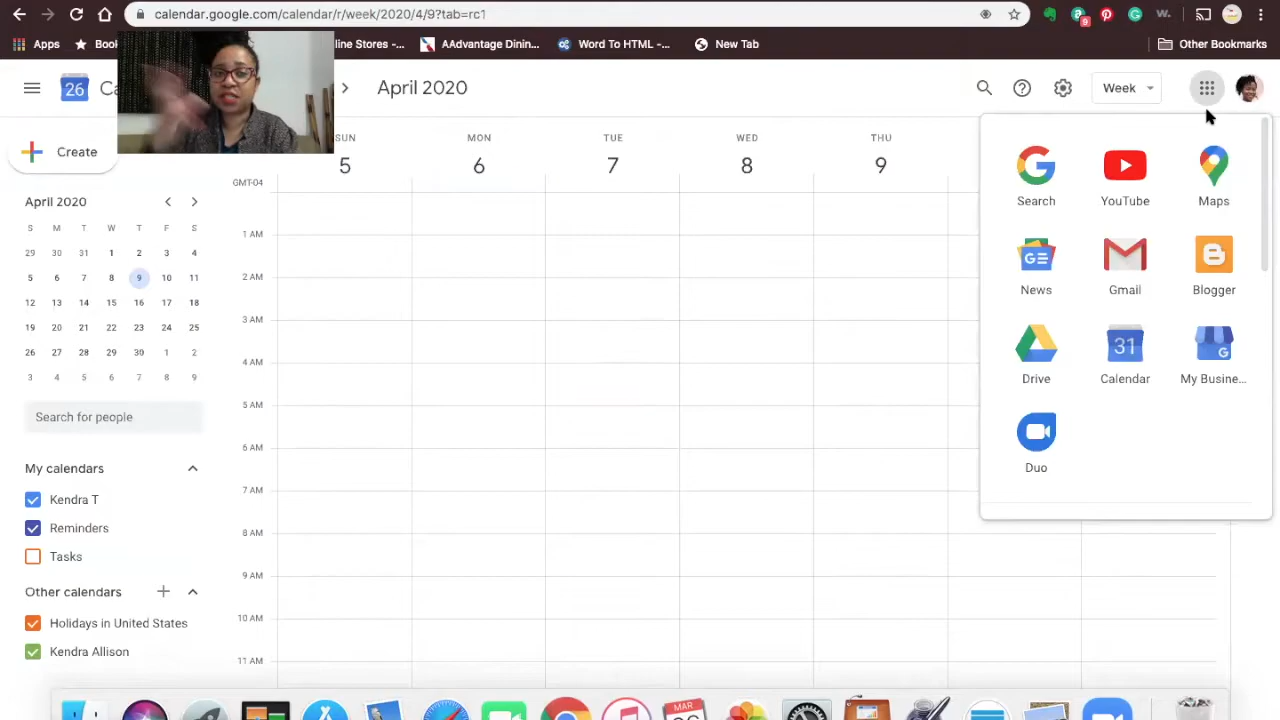 calendar.google.com/calendar/r/week/2020/4/9?tab=rc1
9
Apps
line Stores -...
AAdvantage Dinin...
Word To HTML -...
New Tab
Other Bookmarks
26
April 2020
Week
Create
SUN MON TUE WED THU
5 6 7 8 9
GMT-04
April 2020
S M T W T F S
29 30 31 1 2 3 4
5 6 7 8 9 10 11
12 13 14 15 16 17 18
19 20 21 22 23 24 25
26 27 28 29 30 1 2
3 4 5 6 7 8 9
Search for people
My calendars
Kendra T
Reminders
Tasks
Other calendars
Holidays in United States
Kendra Allison
1 AM
2 AM
3 AM
4 AM
5 AM
6 AM
7 AM
8 AM
9 AM
10 AM
11 AM
Search YouTube Maps
News Gmail Blogger
31
Drive Calendar My Busine...
Duo
MAR